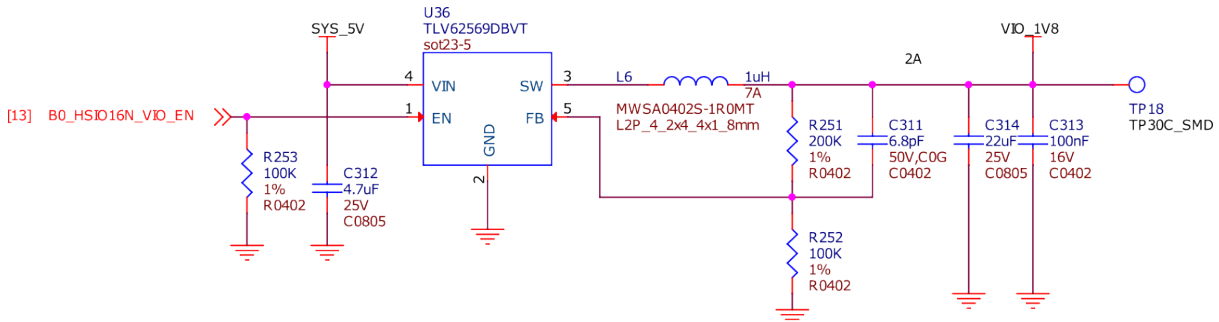 U36
TLV62569DBVT
sot23-5
SYS_5V
VIO_1V8
2A
4
VIN
SW
3
L6
1uH
7A
TP18
TP30C_SMD
[13] B0_HSIO16N_VIO_EN
1
EN
FB
5
MWSA0402S-1R0MT
L2P_4_2x4_4x1_8mm
GND
2
R251
200K
1%
R0402
C311
6.8pF
50V,C0G
C0402
C314
22uF
25V
C0805
C313
100nF
16V
C0402
R253
100K
1%
R0402
C312
4.7uF
25V
C0805
R252
100K
1%
R0402